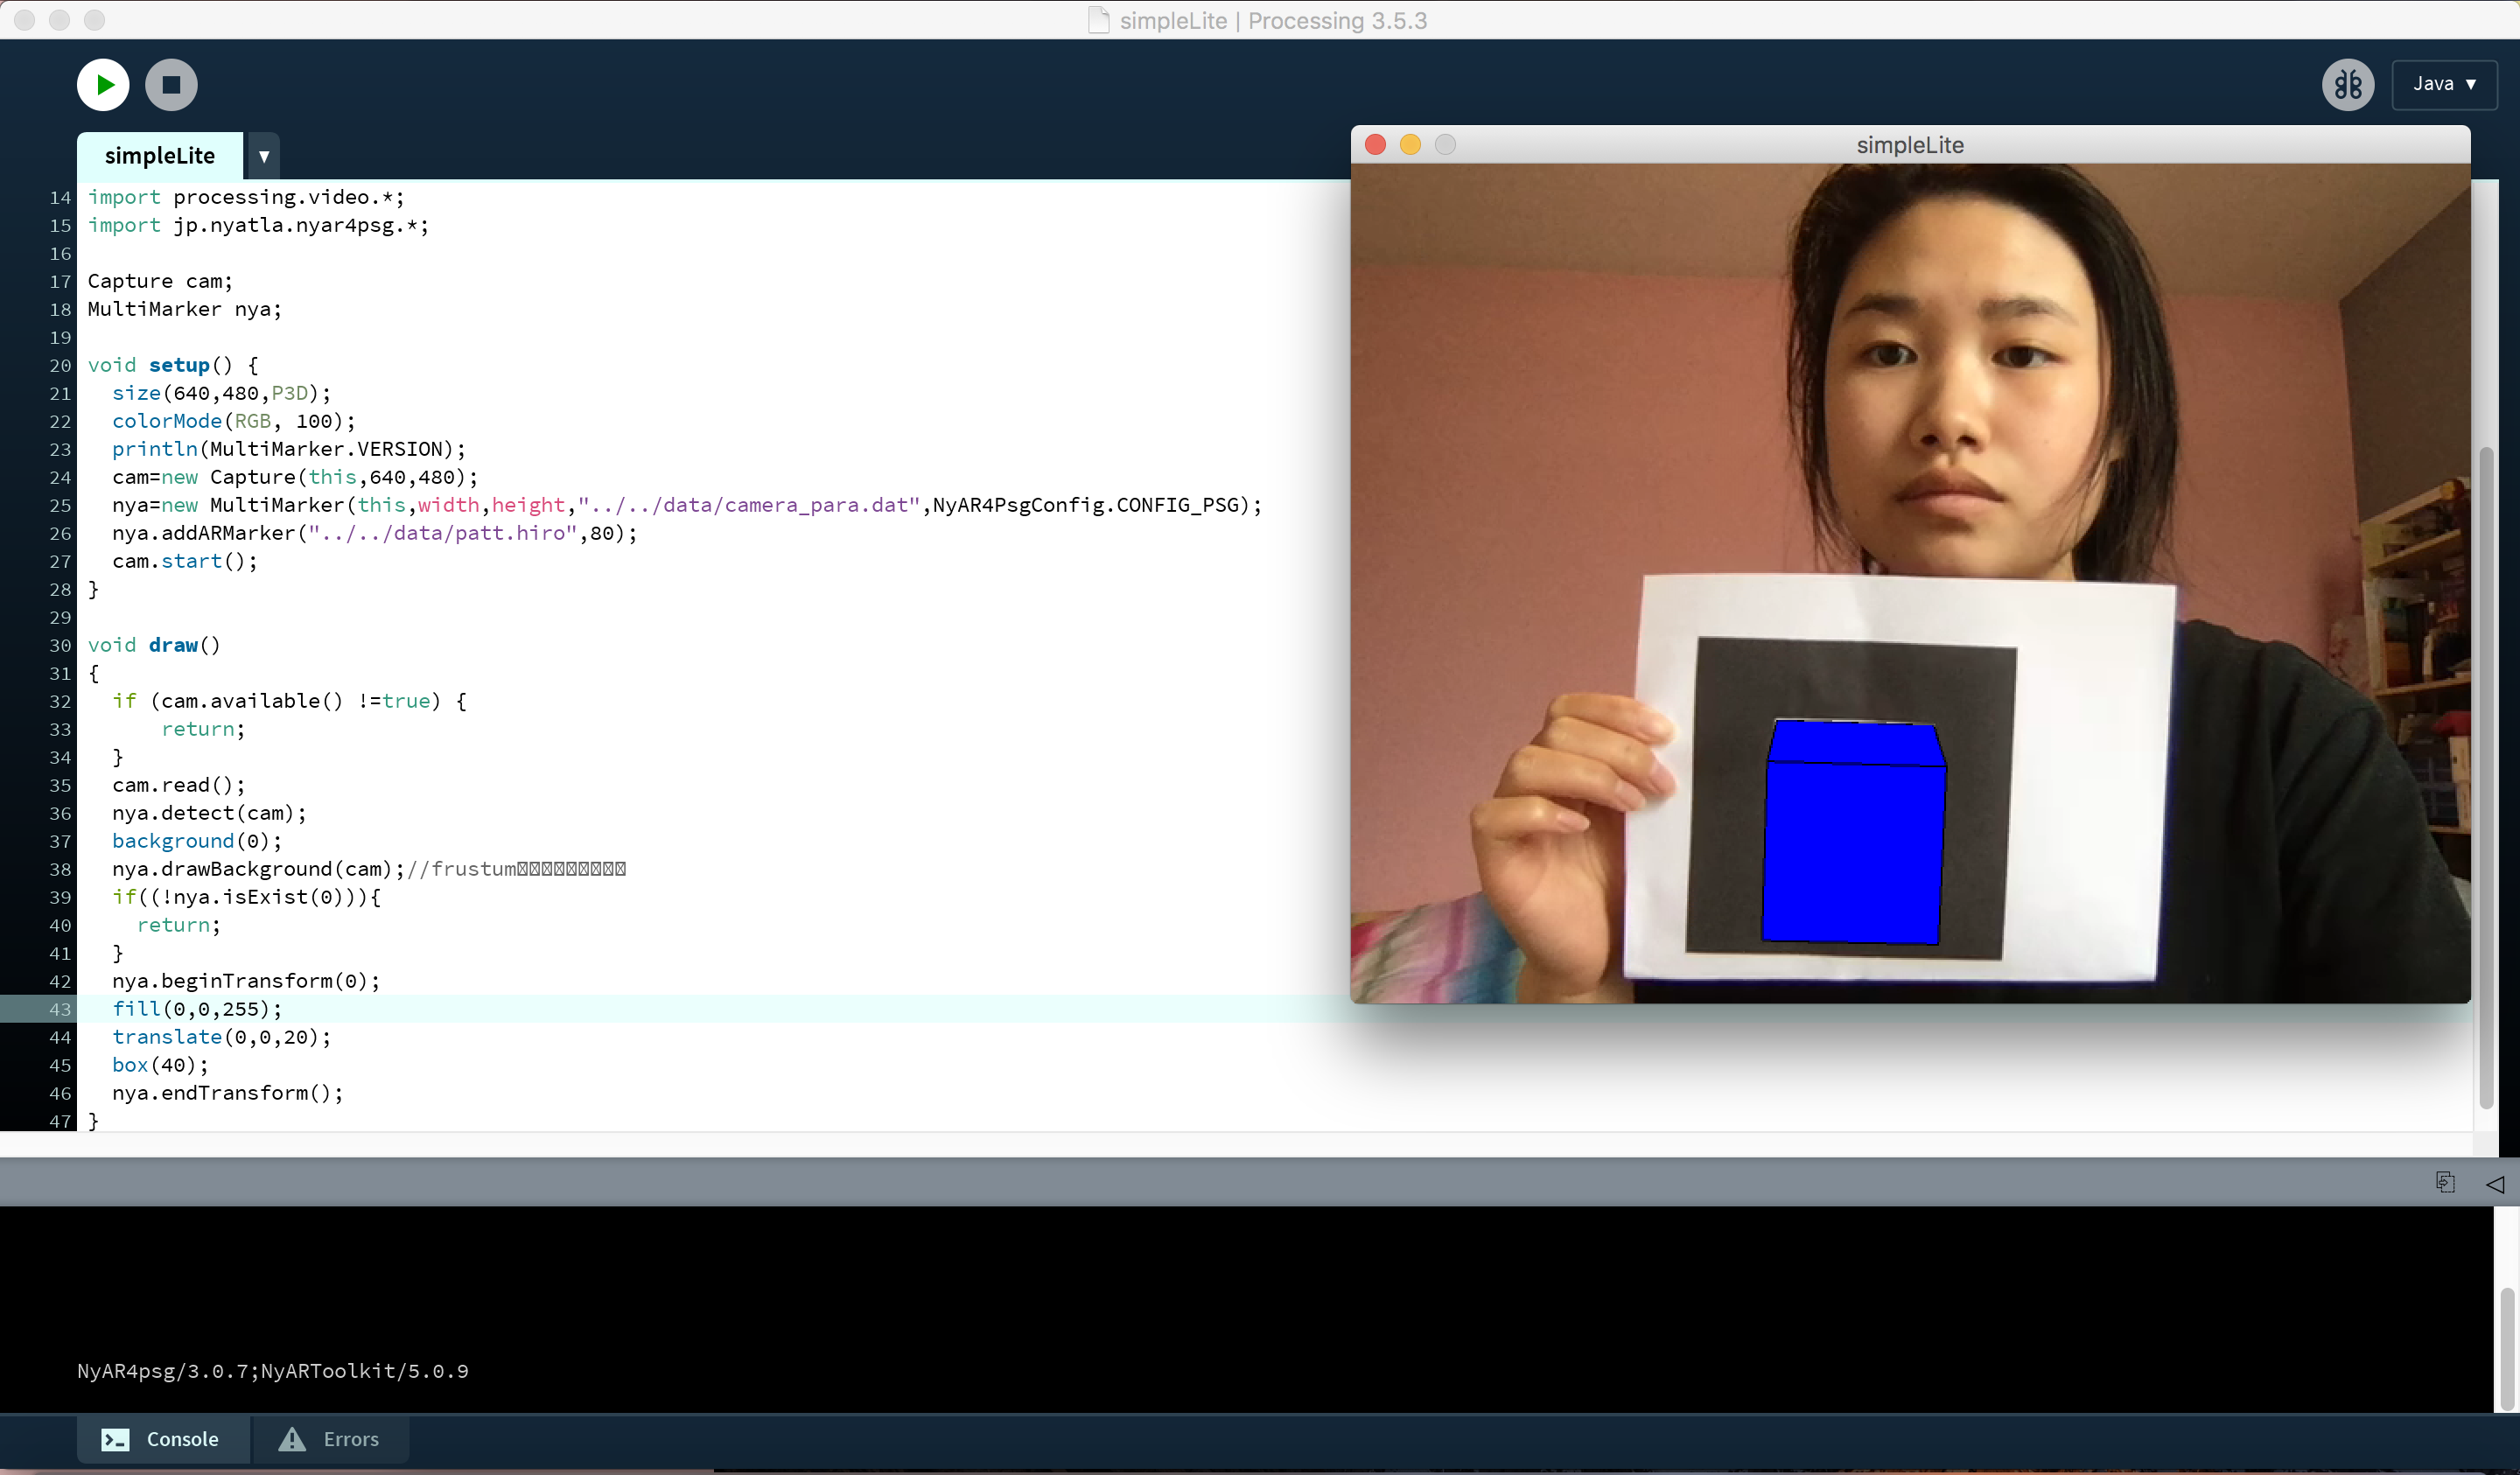 simpleLite | Processing 3.5.3
Java ▼
simpleLite ▼
simpleLite
14 import processing.video.*;
15 import jp.nyatla.nyar4psg.*;
16
17 Capture cam;
18 MultiMarker nya;
19
20 void setup() {
21 size(640,480,P3D);
22 colorMode(RGB, 100);
23 println(MultiMarker.VERSION);
24 cam=new Capture(this,640,480);
25 nya=new MultiMarker(this,width,height,"../../data/camera_para.dat",NyAR4PsgConfig.CONFIG_PSG);
26 nya.addARMarker("../../data/patt.hiro",80);
27 cam.start();
28 }
29
30 void draw()
31 {
32 if (cam.available() !=true) {
33 return;
34 }
35 cam.read();
36 nya.detect(cam);
37 background(0);
38 nya.drawBackground(cam);//frustum
39 if((!nya.isExist(0))){
40 return;
41 }
42 nya.beginTransform(0);
43 fill(0,0,255);
44 translate(0,0,20);
45 box(40);
46 nya.endTransform();
47 }
NyAR4psg/3.0.7;NyARToolkit/5.0.9
Console
Errors